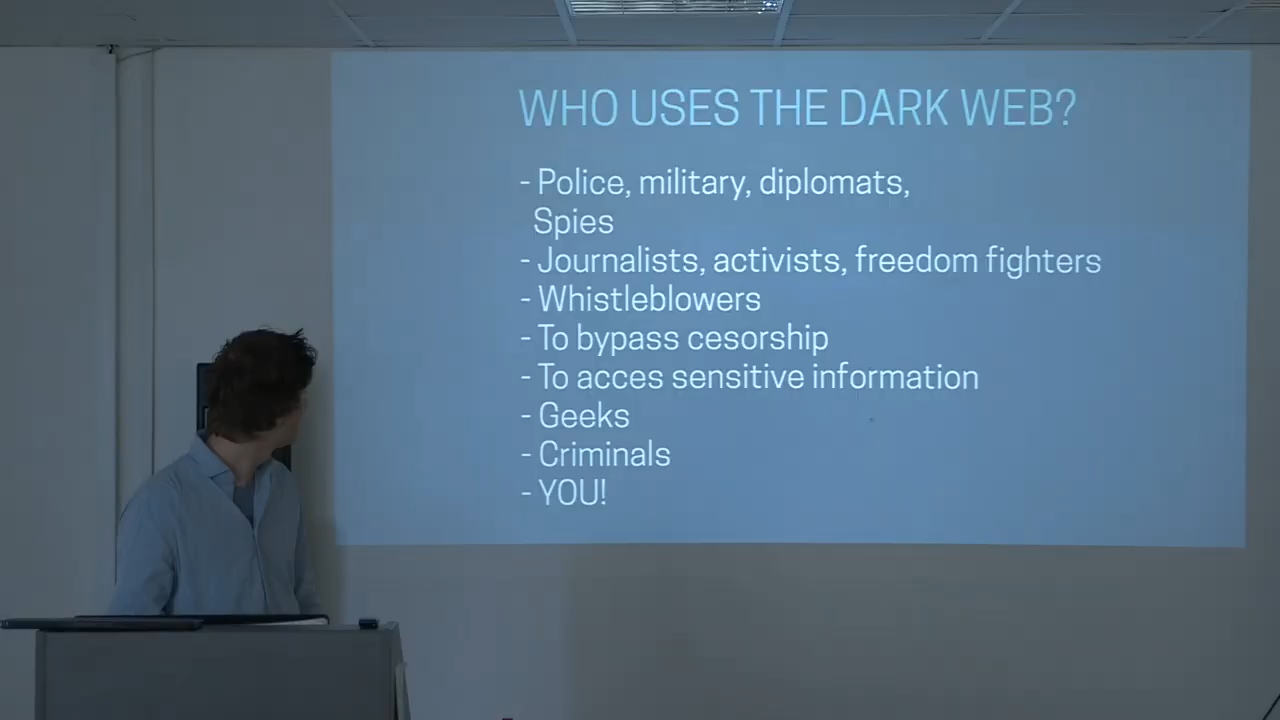 WHO USES THE DARK WEB?
- Police, military, diplomats,
Spies
- Journalists, activists, freedom fighters
- Whistleblowers
- To bypass cesorship
- To acces sensitive information
- Geeks
- Criminals
- YOU!